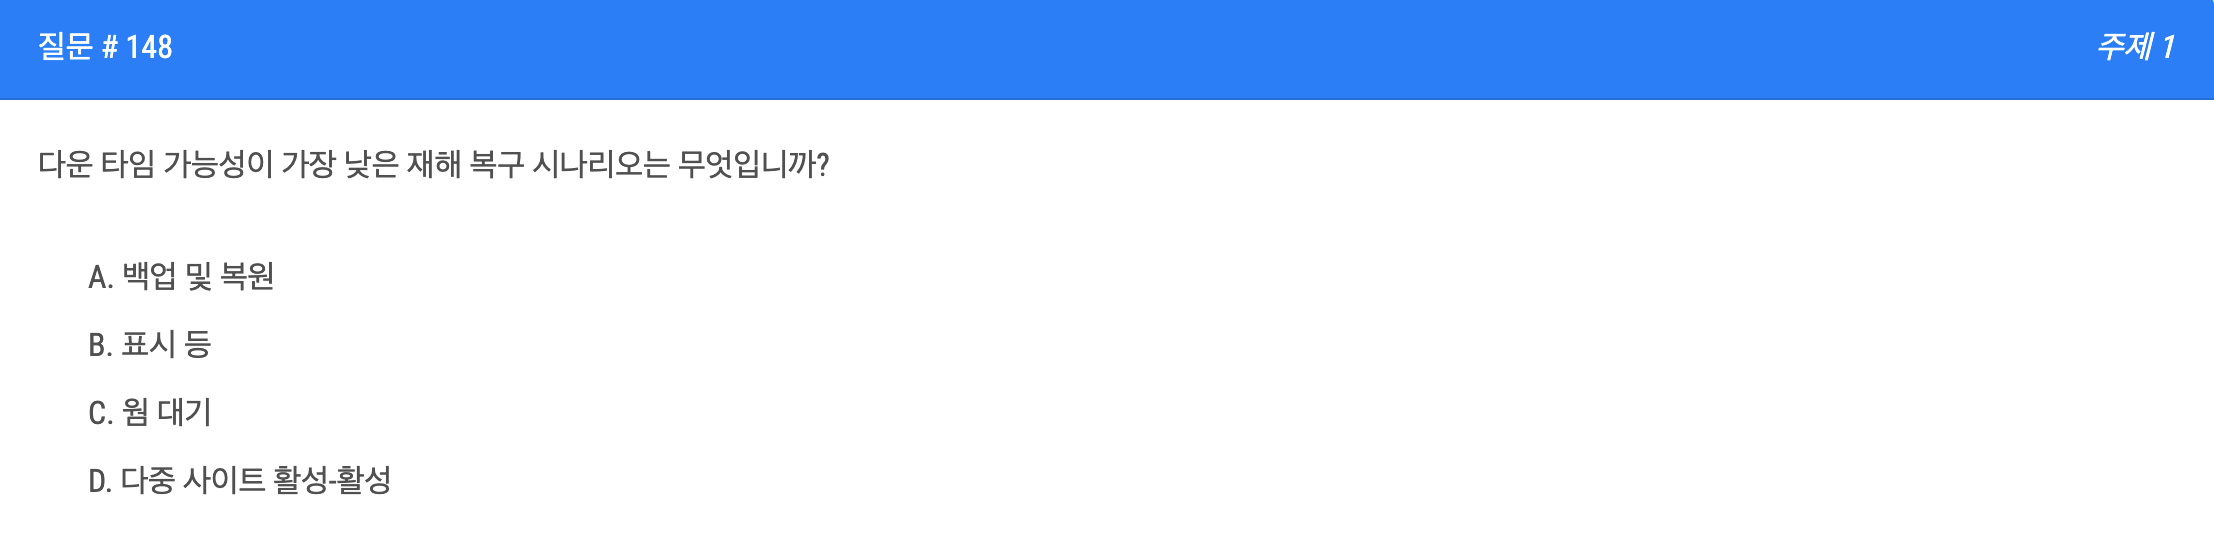 질문 # 148
주제 1
다운 타임 가능성이 가장 낮은 재해 복구 시나리오는 무엇입니까?
A. 백업 및 복원
B. 표시 등
C. 웜 대기
D. 다중 사이트 활성-활성